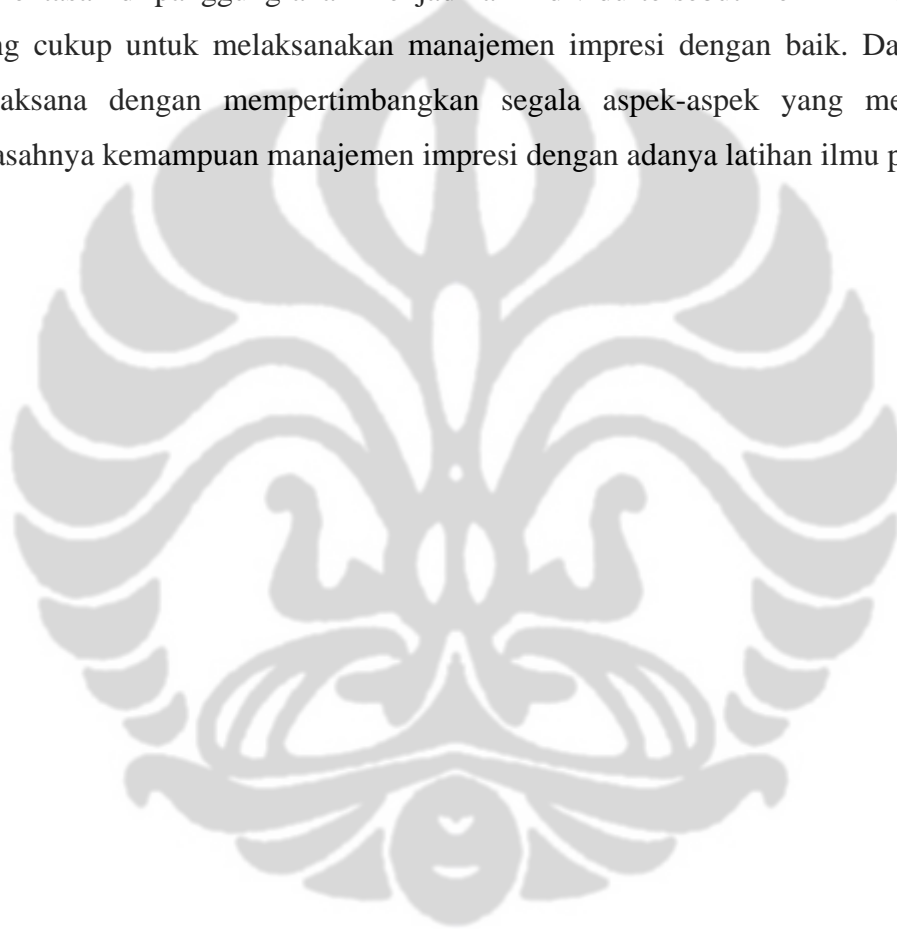 ng cukup untuk melaksanakan manajemen impresi dengan baik. Da
aksana dengan mempertimbangkan segala aspek-aspek yang me
asahnya kemampuan manajemen impresi dengan adanya latihan ilmu p